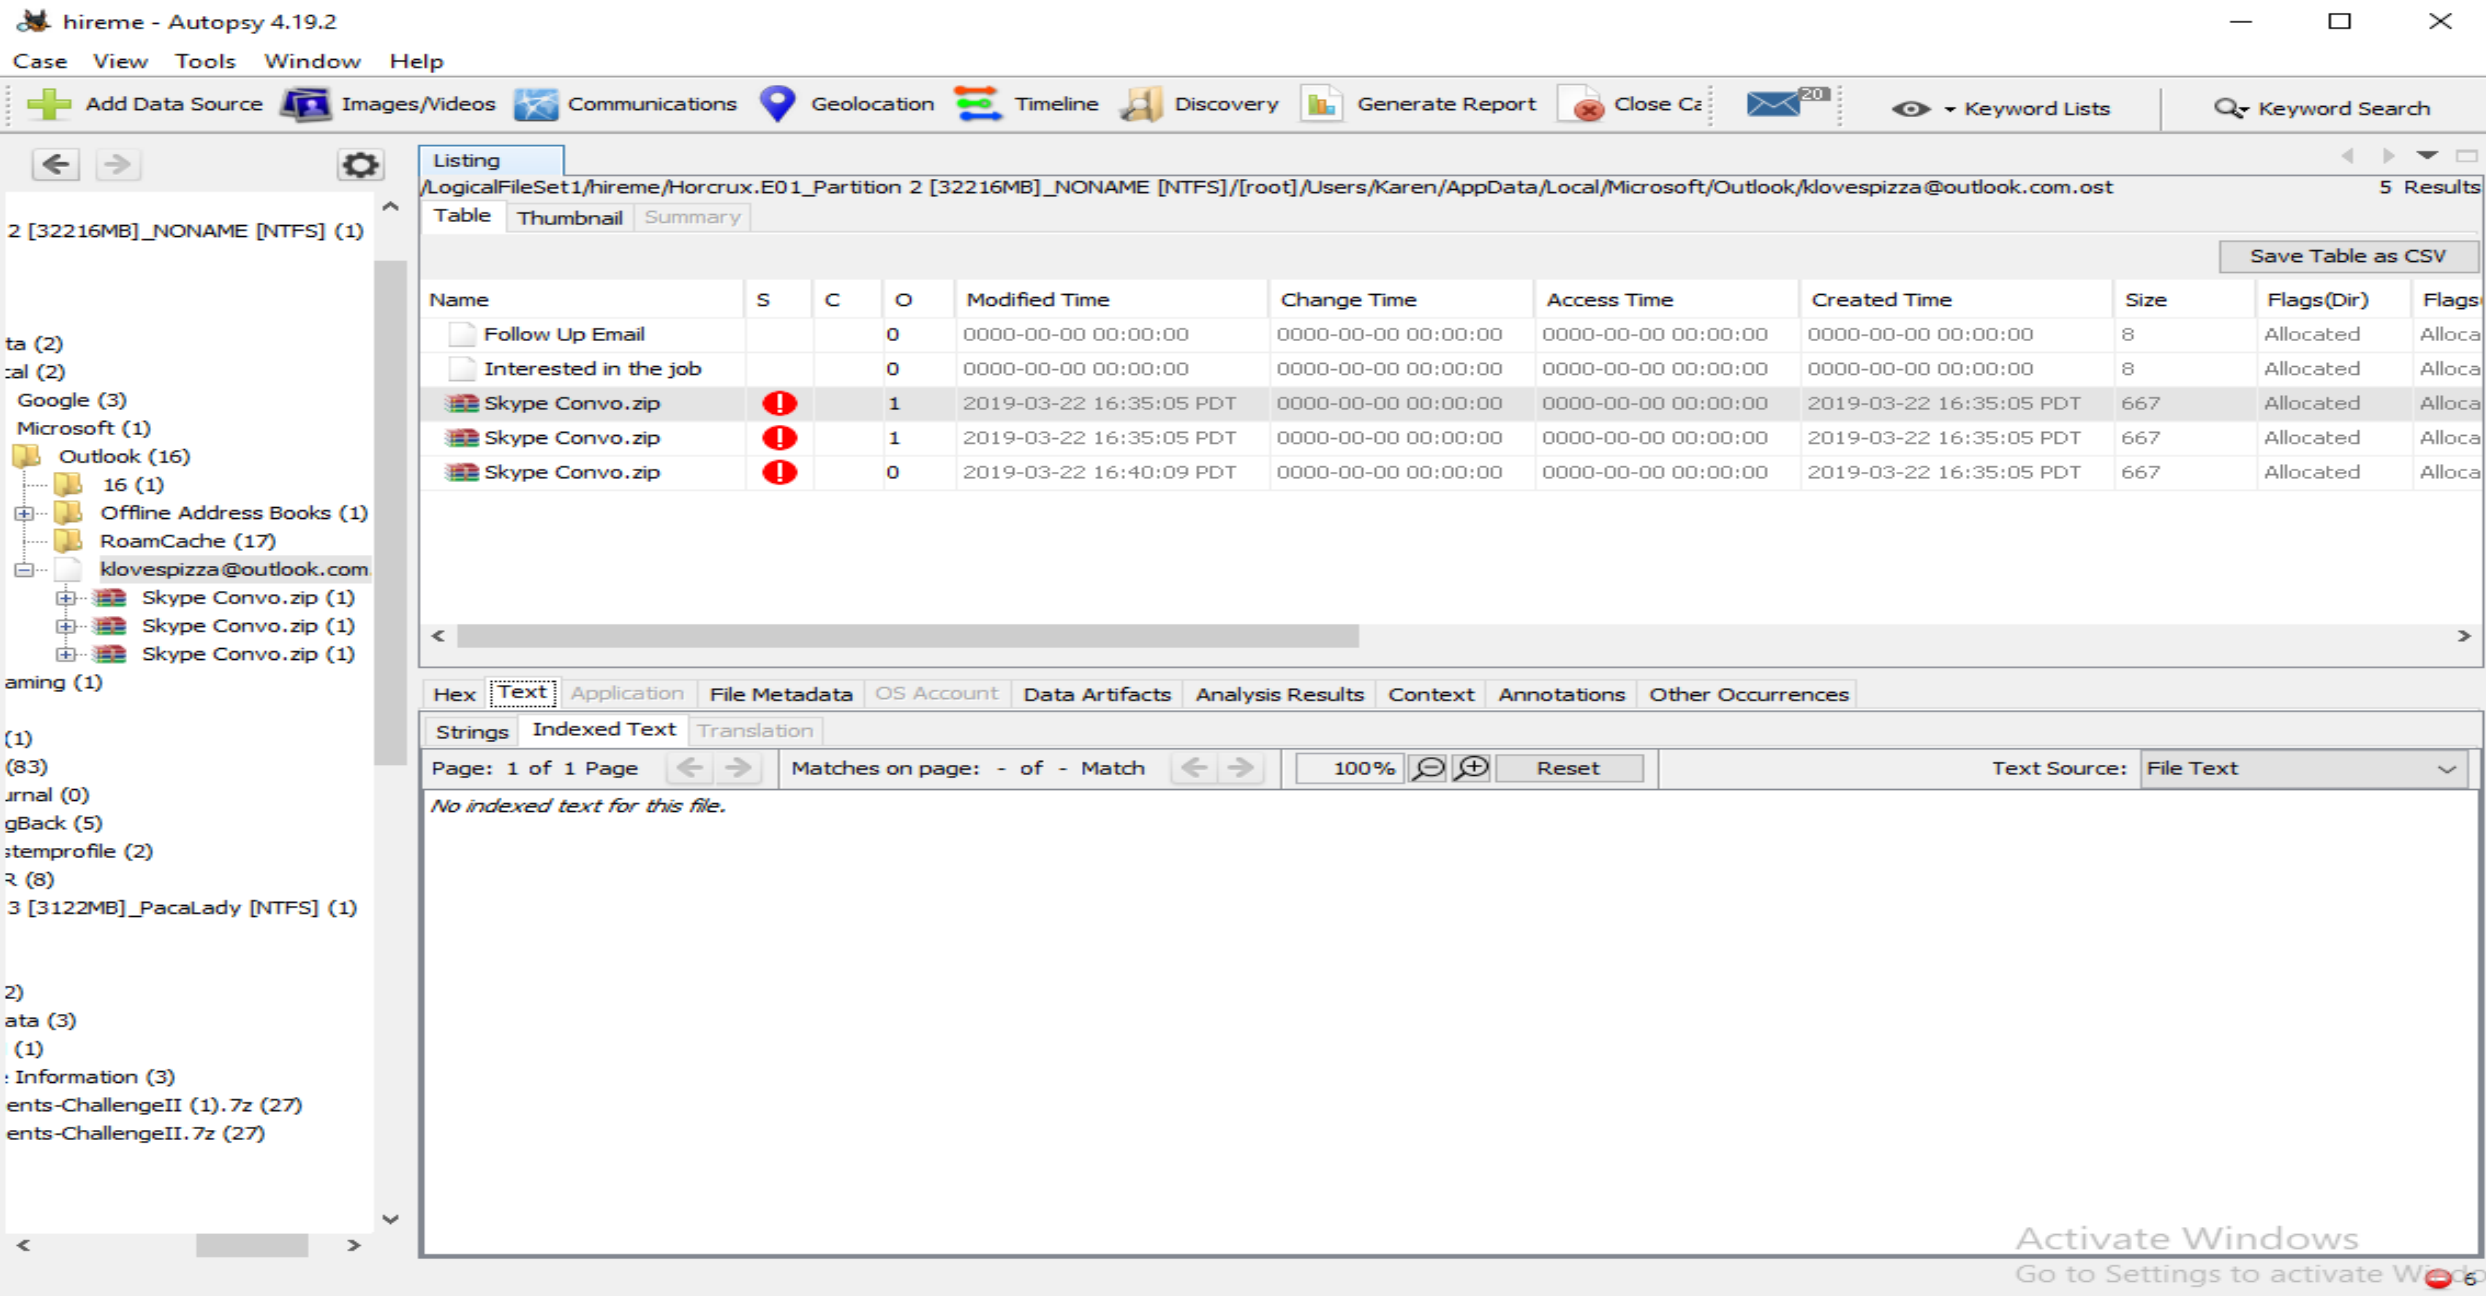 hireme - Autopsy 4.19.2
Case View Tools Window Help
Add Data Source Images/Videos Communications Geolocation Timeline Discovery Generate Report Close Ca 20 Keyword Lists Keyword Search
Listing
/LogicalFileSet1/hireme/Horcrux.E01_Partition 2 [32216MB]_NONAME [NTFS]/[root]/Users/Karen/AppData/Local/Microsoft/Outlook/klovespizza@outlook.com.ost 5 Results
Table Thumbnail Summary
Save Table as CSV
Name S C O Modified Time Change Time Access Time Created Time Size Flags(Dir) Flags
Follow Up Email 0 0000-00-00 00:00:00 0000-00-00 00:00:00 0000-00-00 00:00:00 0000-00-00 00:00:00 8 Allocated Alloca
Interested in the job 0 0000-00-00 00:00:00 0000-00-00 00:00:00 0000-00-00 00:00:00 0000-00-00 00:00:00 8 Allocated Alloca
Skype Convo.zip 1 2019-03-22 16:35:05 PDT 0000-00-00 00:00:00 0000-00-00 00:00:00 2019-03-22 16:35:05 PDT 667 Allocated Alloca
Skype Convo.zip 1 2019-03-22 16:35:05 PDT 0000-00-00 00:00:00 0000-00-00 00:00:00 2019-03-22 16:35:05 PDT 667 Allocated Alloca
Skype Convo.zip 0 2019-03-22 16:40:09 PDT 0000-00-00 00:00:00 0000-00-00 00:00:00 2019-03-22 16:35:05 PDT 667 Allocated Alloca
2 [32216MB]_NONAME [NTFS] (1)
ta (2)
cal (2)
Google (3)
Microsoft (1)
Outlook (16)
16 (1)
Offline Address Books (1)
RoamCache (17)
klovespizza@outlook.com
Skype Convo.zip (1)
Skype Convo.zip (1)
Skype Convo.zip (1)
aming (1)
(1)
(83)
urnal (0)
gBack (5)
stemprofile (2)
R (8)
3 [3122MB]_PacaLady [NTFS] (1)
2)
ata (3)
(1)
e Information (3)
ents-ChallengeII (1).7z (27)
ents-ChallengeII.7z (27)
Hex Text Application File Metadata OS Account Data Artifacts Analysis Results Context Annotations Other Occurrences
Strings Indexed Text Translation
Page: 1 of 1 Page Matches on page: - of - Match 100% Reset Text Source: File Text
No indexed text for this file.
Activate Windows
Go to Settings to activate Windo
6